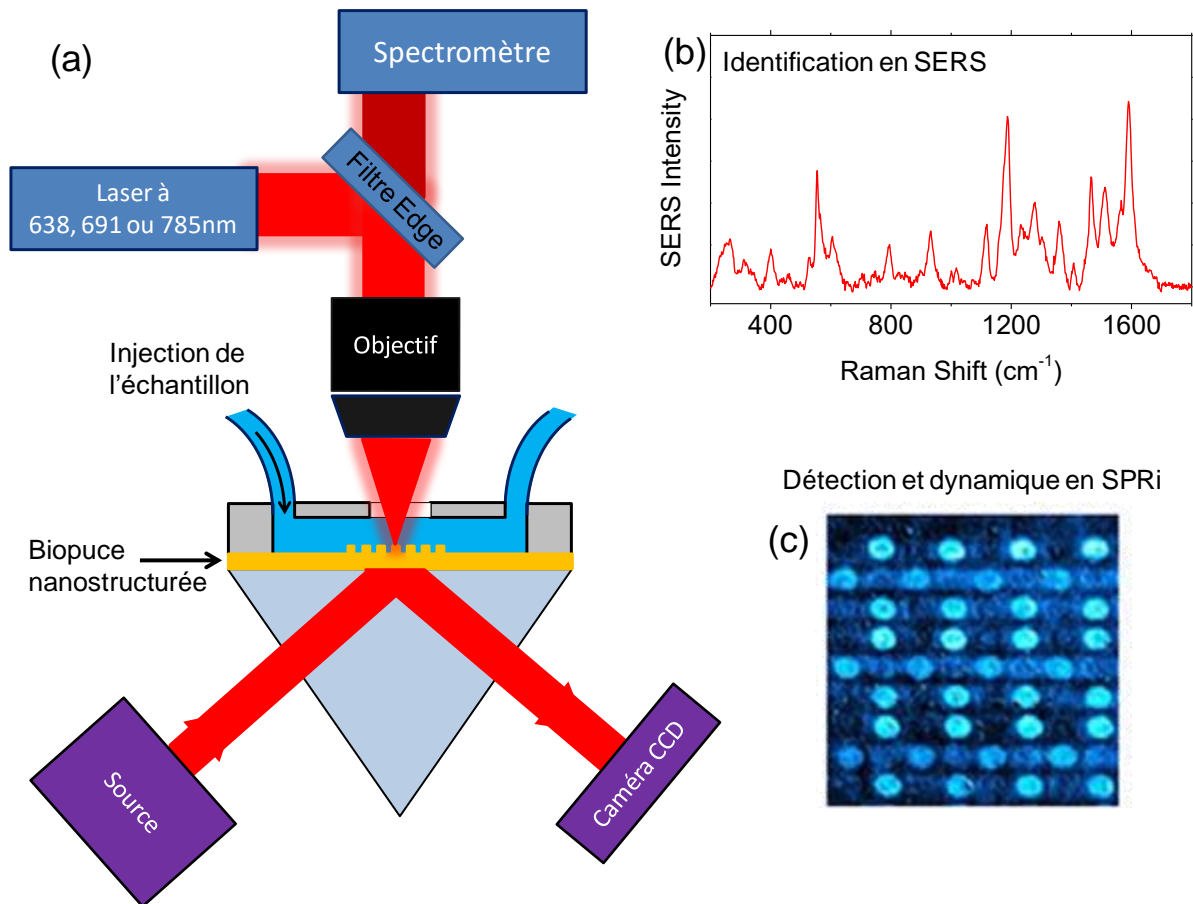 (a)
Spectromètre
Filtre Edge
Laser à
638, 691 ou 785nm
Objectif
Injection de
l'échantillon
Biopuce
nanostructurée
Source
Caméra CCD
(b)
Identification en SERS
SERS Intensity
400 800 1200 1600
Raman Shift (cm⁻¹)
Détection et dynamique en SPRi
(c)